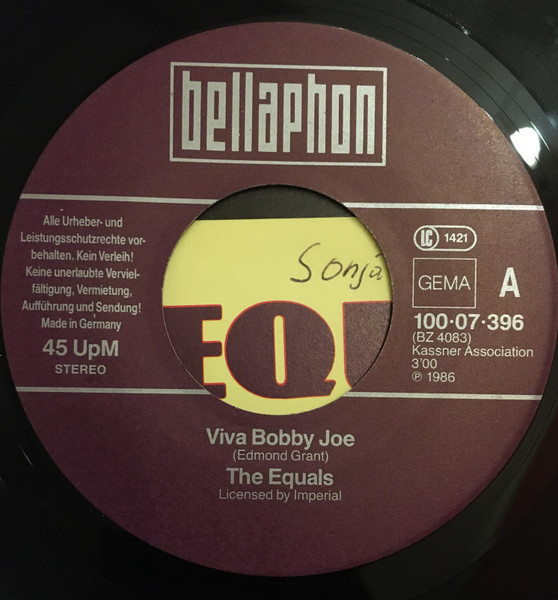 bellaphon
Alle Urheber- und
Leistungsschutzrechte vor-
behalten. Kein Verleih!
Keine unerlaubte Verviel-
fältigung, Vermietung,
Aufführung und Sendung!
Made in Germany
45 UpM
STEREO
LC 1421
GEMA
A
100·07·396
(BZ 4083)
Kassner Association
3'00
℗ 1986
Sonja
EQU
Viva Bobby Joe
(Edmond Grant)
The Equals
Licensed by Imperial